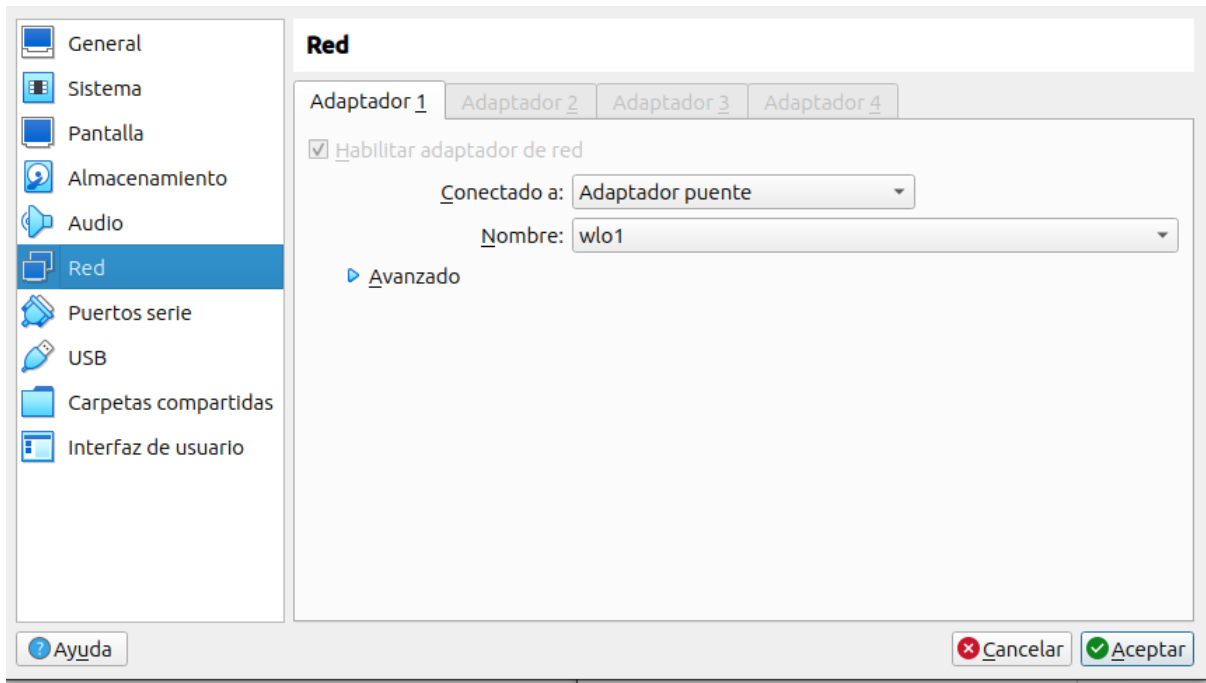 General
Sistema
Pantalla
Almacenamiento
Audio
Red
Puertos serie
USB
Carpetas compartidas
Interfaz de usuario
Red
Adaptador 1 Adaptador 2 Adaptador 3 Adaptador 4
Habilitar adaptador de red
Conectado a: Adaptador puente
Nombre: wlo1
Avanzado
Ayuda Cancelar Aceptar